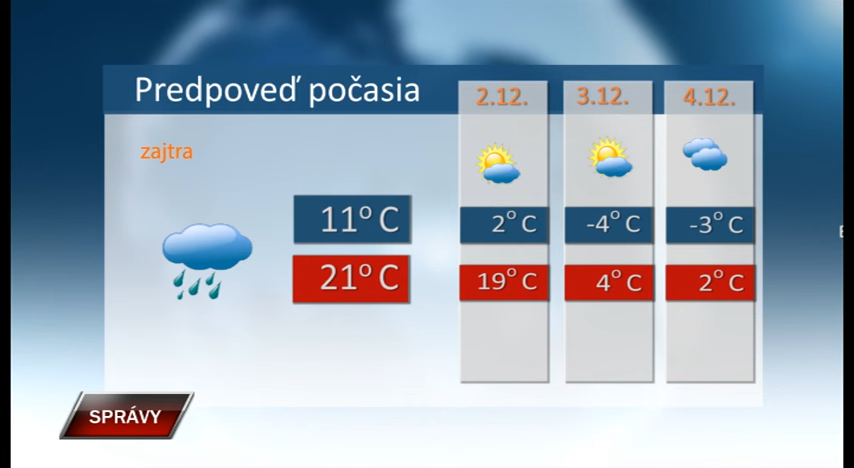 Predpoveď počasia
zajtra
11°C
21°C
2.12.
2°C
19°C
3.12.
-4°C
4°C
4.12.
-3°C
2°C
SPRÁVY